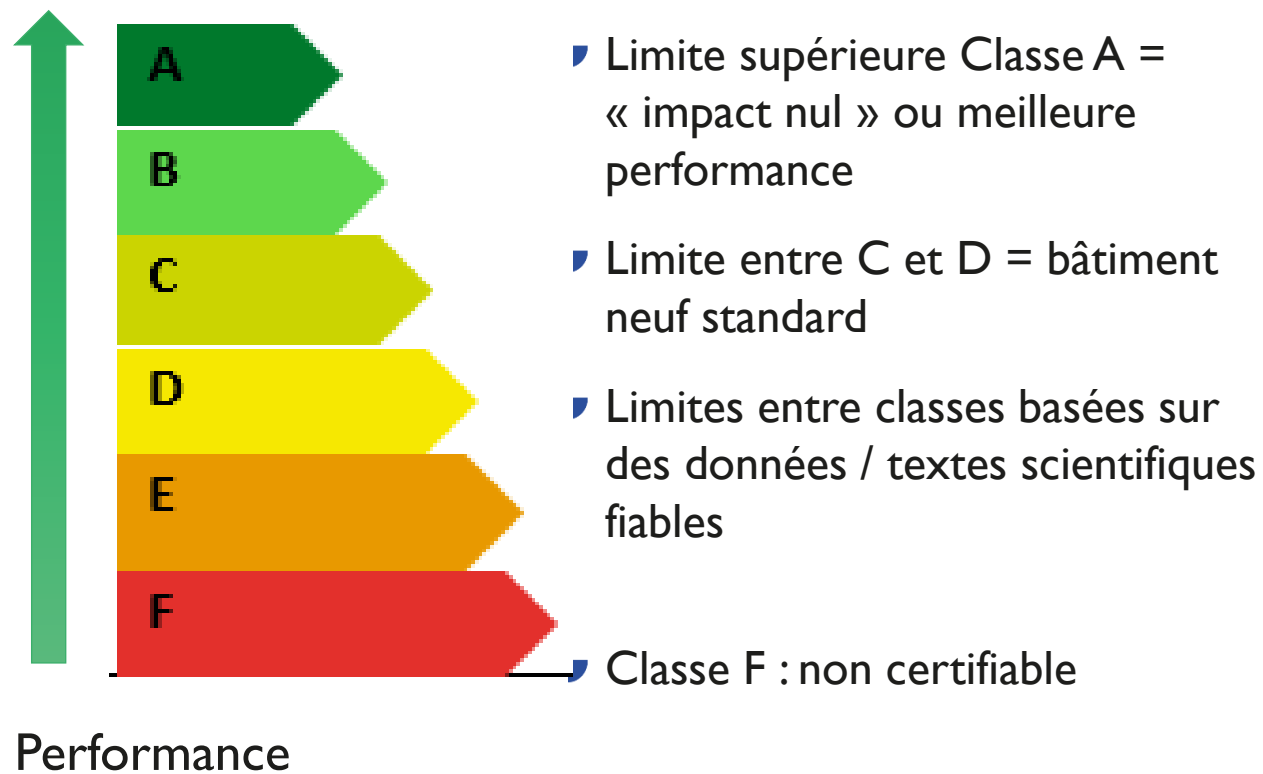 A
B
C
D
E
F
Limite supérieure Classe A =
« impact nul » ou meilleure
performance
Limite entre C et D = bâtiment
neuf standard
Limites entre classes basées sur
des données / textes scientifiques
fiables
Classe F : non certifiable
Performance